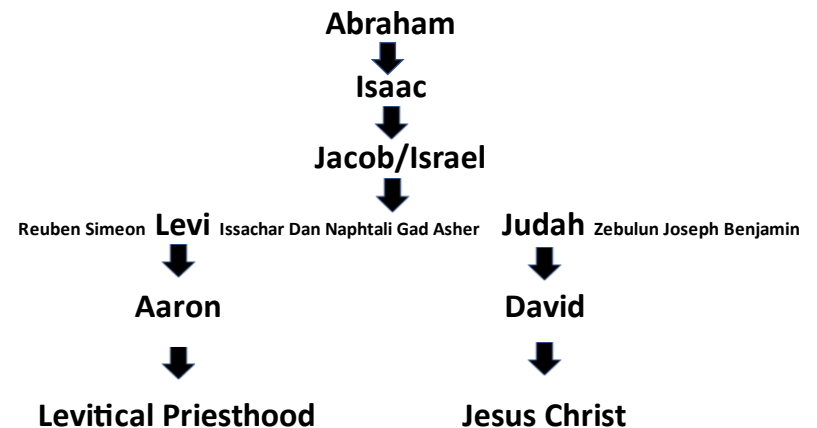 Abraham
Isaac
Jacob/Israel
Reuben Simeon Levi Issachar Dan Naphtali Gad Asher Judah Zebulun Joseph Benjamin
Aaron David
Levitical Priesthood Jesus Christ